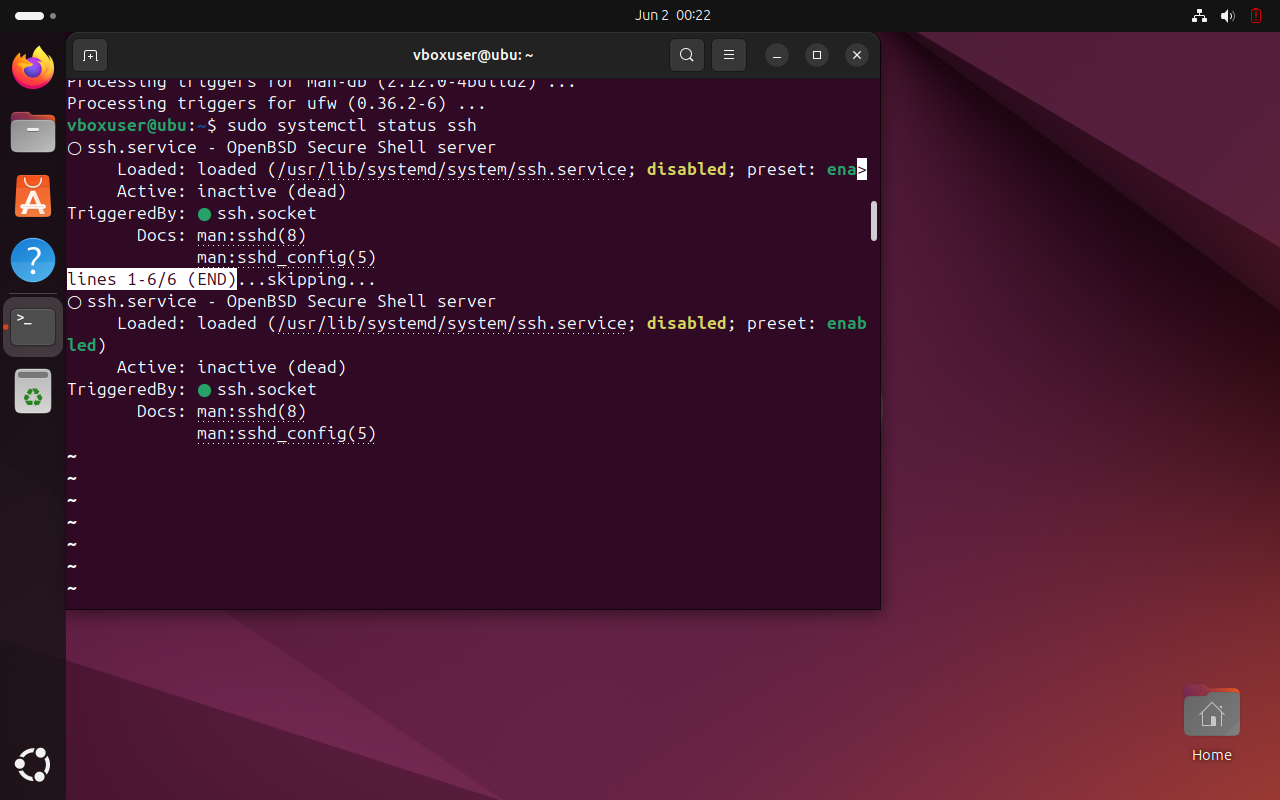 Jun 2 00:22
vboxuser@ubu: ~
Processing triggers for man-db (2.12.0-4build2) ...
Processing triggers for ufw (0.36.2-6) ...
vboxuser@ubu:~$ sudo systemctl status ssh
○ ssh.service - OpenBSD Secure Shell server
     Loaded: loaded (/usr/lib/systemd/system/ssh.service; disabled; preset: ena>
     Active: inactive (dead)
TriggeredBy: ● ssh.socket
       Docs: man:sshd(8)
             man:sshd_config(5)
lines 1-6/6 (END)...skipping...
○ ssh.service - OpenBSD Secure Shell server
     Loaded: loaded (/usr/lib/systemd/system/ssh.service; disabled; preset: enab
led)
     Active: inactive (dead)
TriggeredBy: ● ssh.socket
       Docs: man:sshd(8)
             man:sshd_config(5)
~
~
~
~
~
~
~
Home